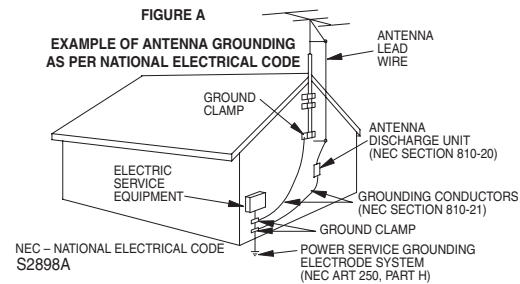 FIGURE A
EXAMPLE OF ANTENNA GROUNDING
AS PER NATIONAL ELECTRICAL CODE
ANTENNA
LEAD
WIRE
GROUND
CLAMP
ANTENNA
DISCHARGE UNIT
(NEC SECTION 810-20)
ELECTRIC
SERVICE
EQUIPMENT
GROUNDING CONDUCTORS
(NEC SECTION 810-21)
GROUND CLAMP
POWER SERVICE GROUNDING
ELECTRODE SYSTEM
(NEC ART 250, PART H)
NEC – NATIONAL ELECTRICAL CODE
S2898A